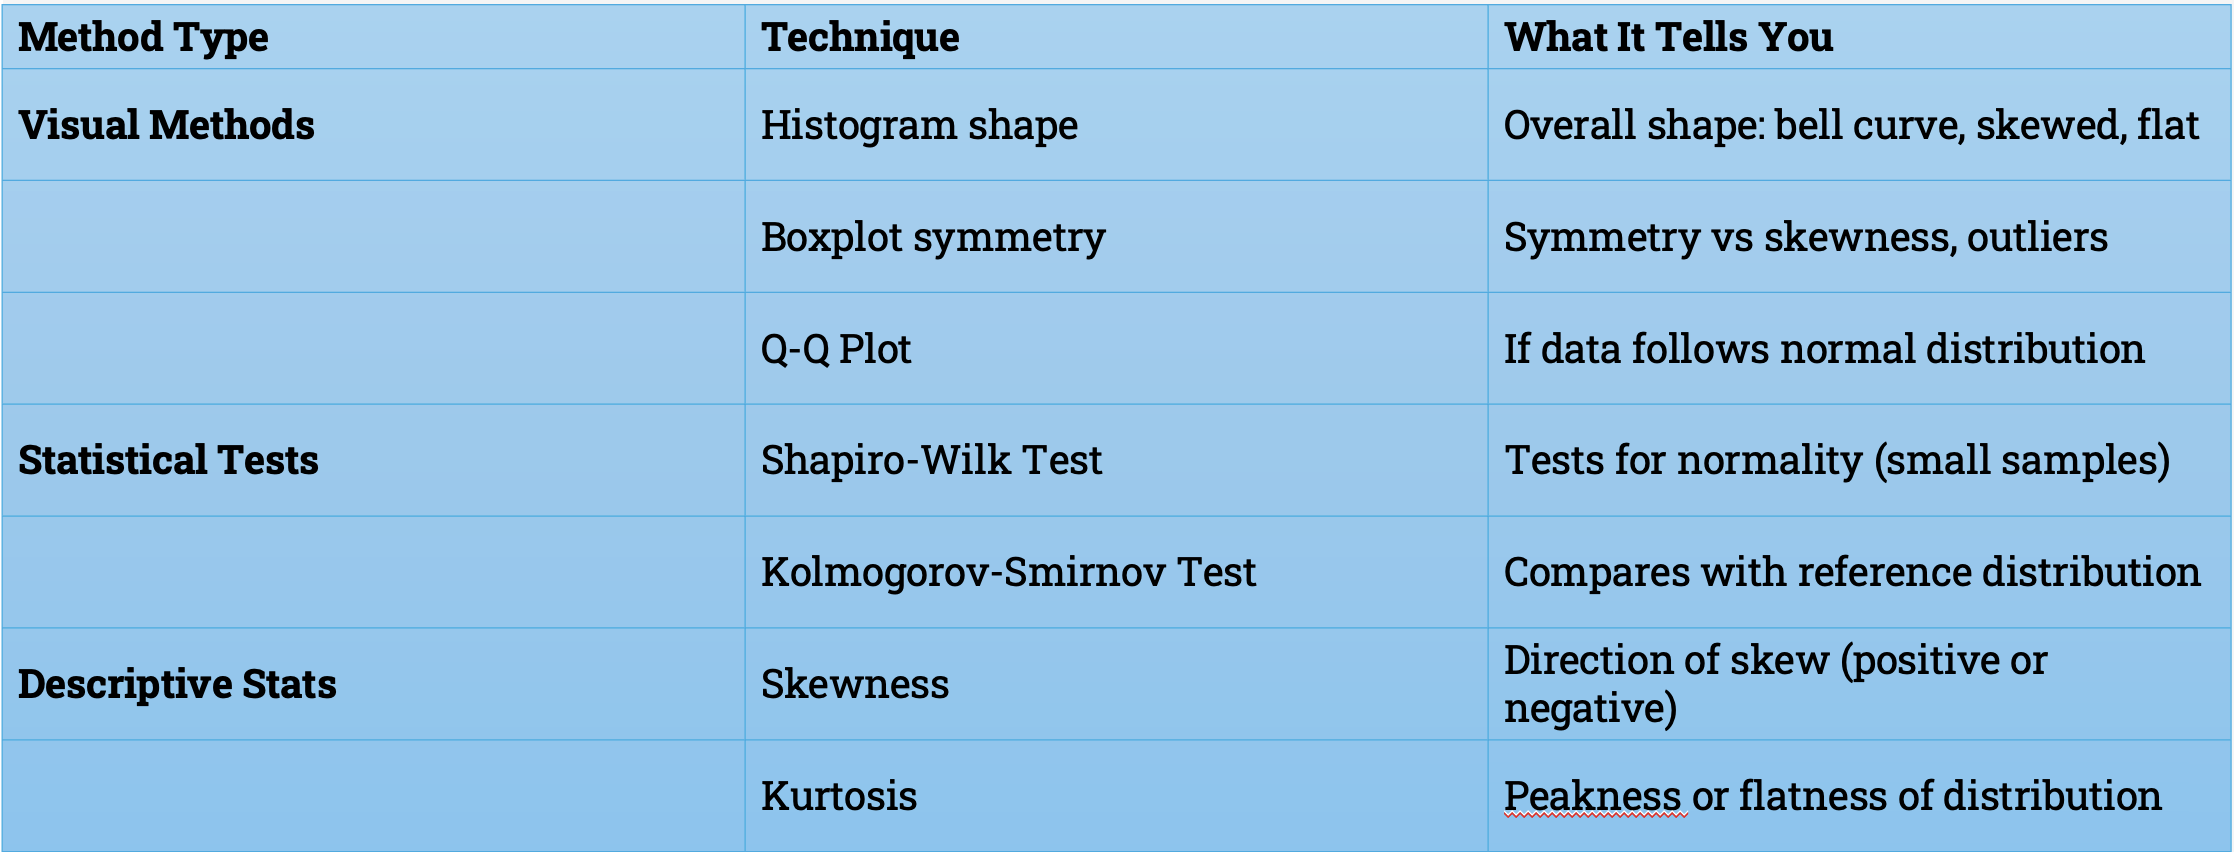 Method Type
Technique
What It Tells You
Visual Methods
Histogram shape
Overall shape: bell curve, skewed, flat
Boxplot symmetry
Symmetry vs skewness, outliers
Q-Q Plot
If data follows normal distribution
Statistical Tests
Shapiro-Wilk Test
Tests for normality (small samples)
Kolmogorov-Smirnov Test
Compares with reference distribution
Descriptive Stats
Skewness
Direction of skew (positive or
negative)
Kurtosis
Peakness or flatness of distribution